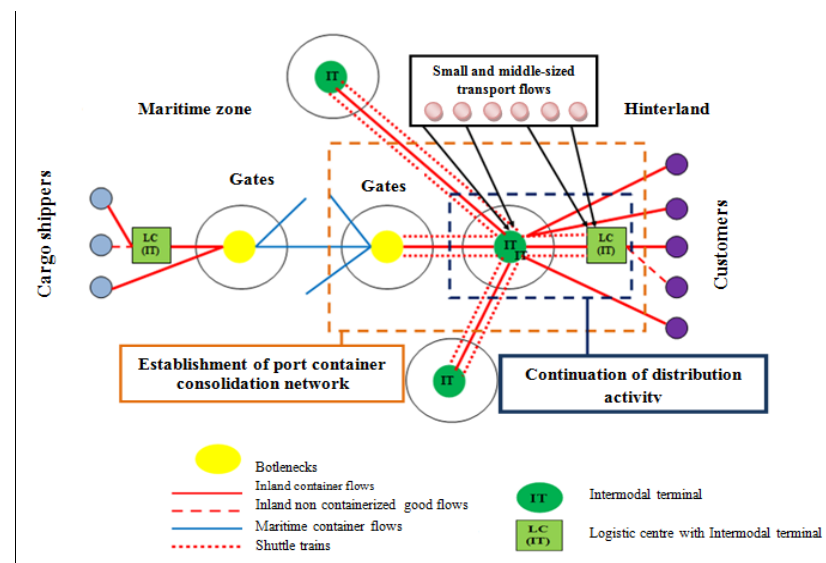 IT
Small and middle-sized
transport flows
Maritime zone
Hinterland
Gates
Gates
Cargo shippers
LC
(IT)
IT
IT
LC
(IT)
Customers
Establishment of port container
consolidation network
IT
Continuation of distribution
activity
Botlenecks
Inland container flows
Inland non containerized good flows
Maritime container flows
Shuttle trains
IT
Intermodal terminal
LC
(IT)
Logistic centre with Intermodal terminal